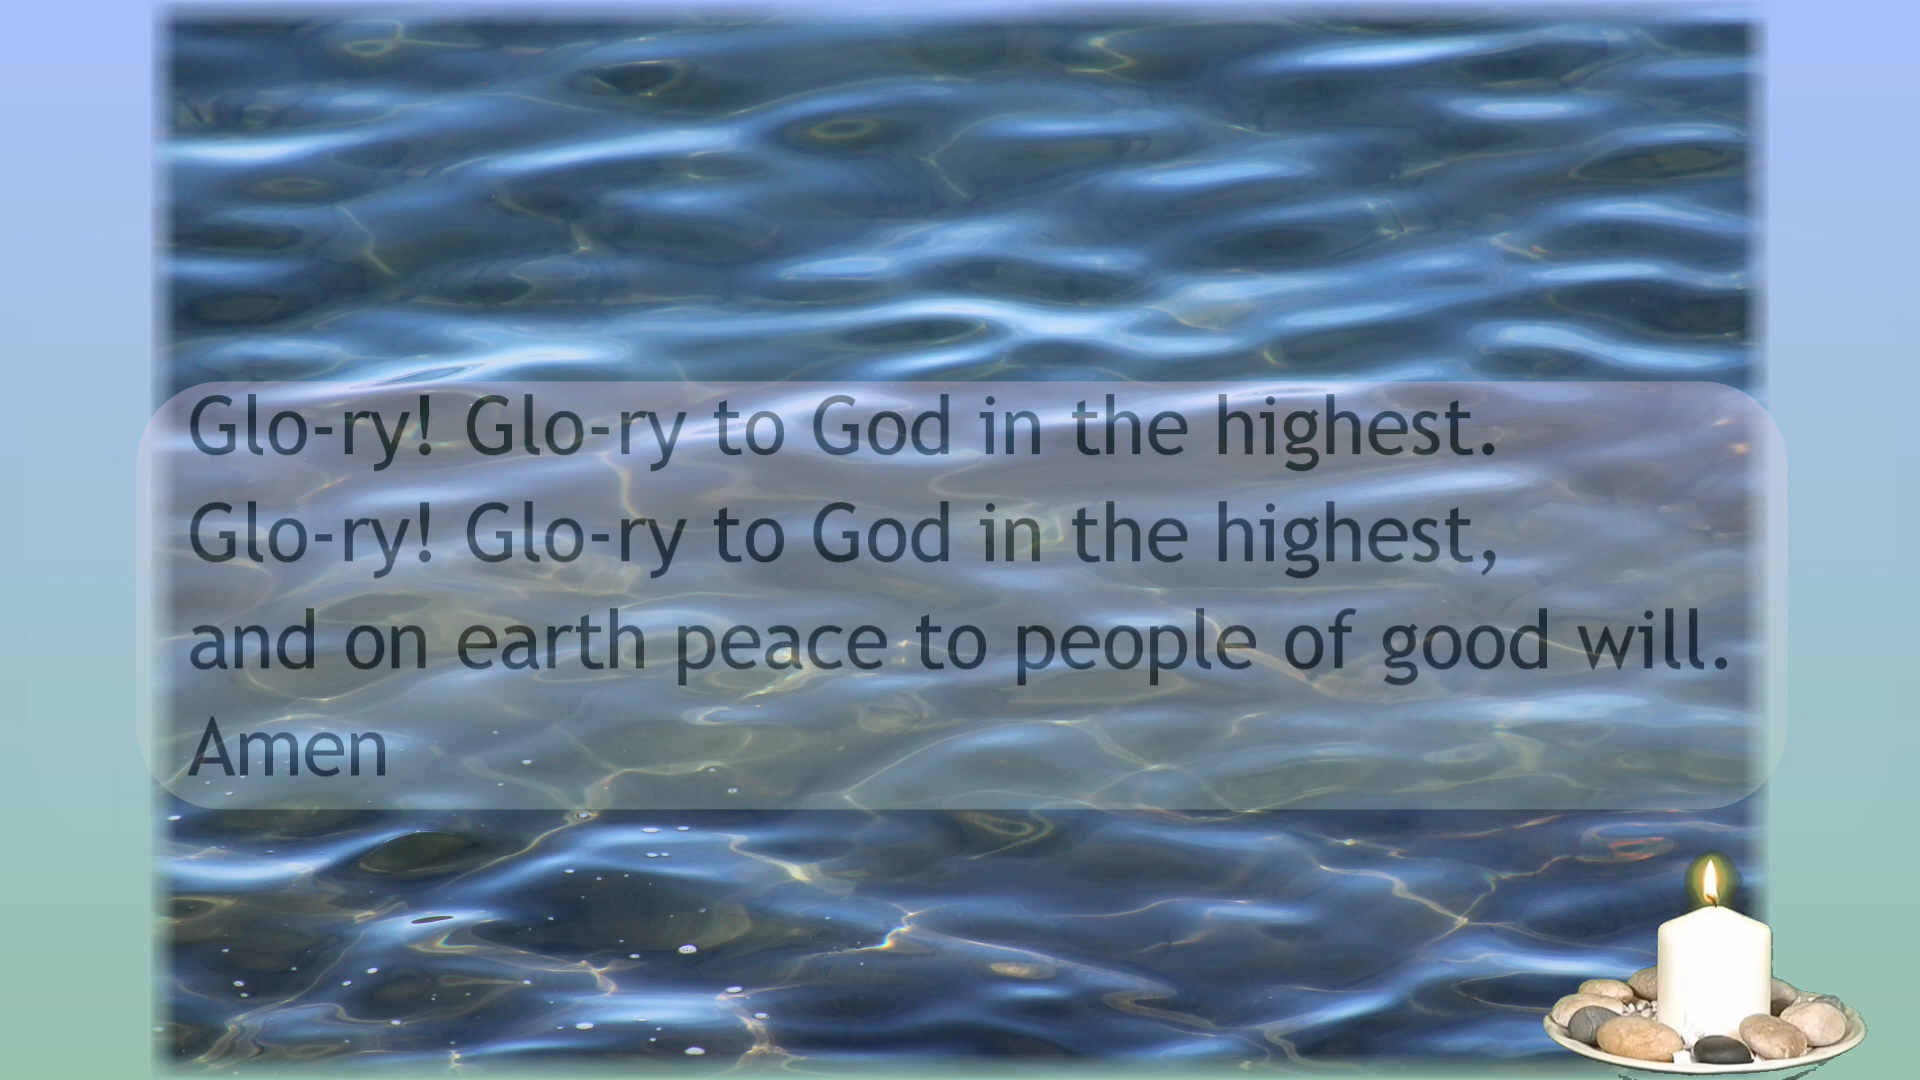 Glo-ry! Glo-ry to God in the highest.
Glo-ry! Glo-ry to God in the highest,
and on earth peace to people of good will.
Amen